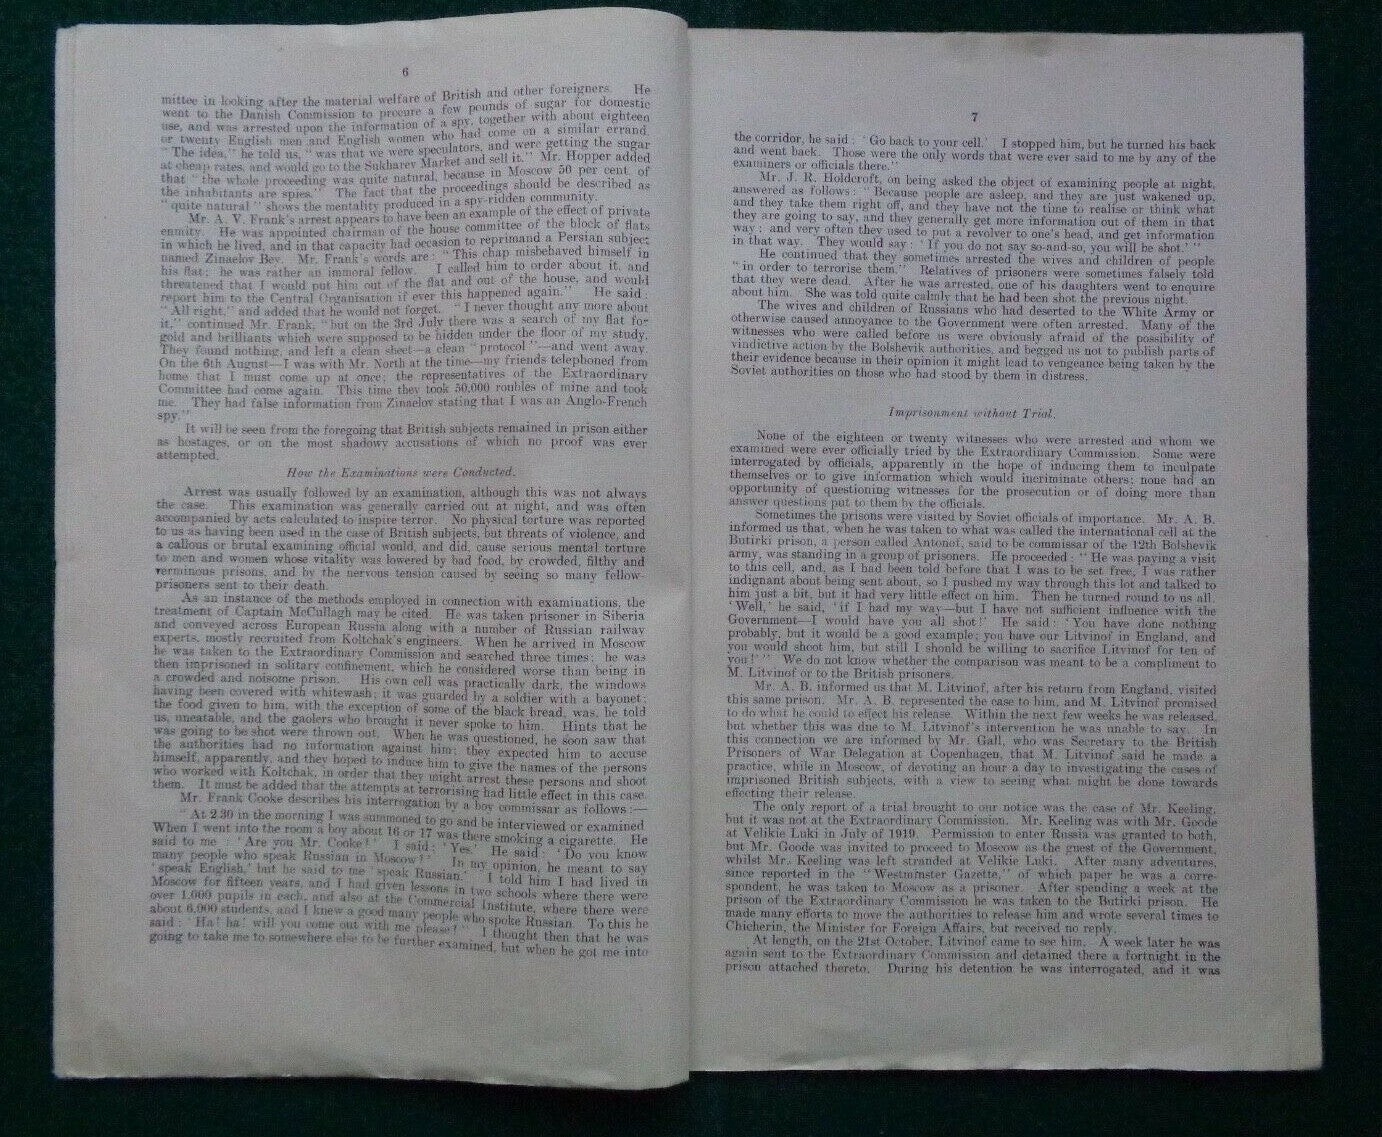 6
mittee in looking after the material welfare of British and other foreigners. He
went to the Danish Commission to procure a few pounds of sugar for domestic
use, and was arrested upon the information of a spy, together with about eighteen
or twenty English men and English women who had come on a similar errand.
"The idea," he told us, "was that we were speculators, and were getting the sugar
at cheap rates, and would go to the Sukharev Market and sell it." Mr. Hopper added
that "the whole proceeding was quite natural, because in Moscow 50 per cent. of
the inhabitants are spies." The fact that the proceedings should be described as
"quite natural" shows the mentality produced in a spy-ridden community.
Mr. A. V. Frank's arrest appears to have been an example of the effect of private
enmity. He was appointed chairman of the house committee of the block of flats
in which he lived, and in that capacity had occasion to reprimand a Persian subject
named Zinaelov Bev. Mr. Frank's words are: "This chap misbehaved himself in
his flat; he was rather an immoral fellow. I called him to order about it, and
threatened that I would put him out of the flat and out of the house, and would
report him to the Central Organisation if ever this happened again." He said:
"All right," and added that he would not forget. "I never thought any more about
it," continued Mr. Frank, "but on the 3rd July there was a search of my flat for
gold and brilliants which were supposed to be hidden under the floor of my study.
They found nothing, and left a clean sheet—a clean "protocol"—and went away.
On the 6th August—I was with Mr. North at the time—my friends telephoned from
home that I must come up at once; the representatives of the Extraordinary
Committee had come again. This time they took 50,000 roubles of mine and took
me. They had false information from Zinaelov stating that I was an Anglo-French
spy."
It will be seen from the foregoing that British subjects remained in prison either
as hostages, or on the most shadowy accusations of which no proof was ever
attempted.
How the Examinations were Conducted.
Arrest was usually followed by an examination, although this was not always
the case. This examination was generally carried out at night, and was often
accompanied by acts calculated to inspire terror. No physical torture was reported
to us as having been used in the case of British subjects, but threats of violence, and
a callous or brutal examining official would, and did, cause serious mental torture
to men and women whose vitality was lowered by bad food, by crowded, filthy and
verminous prisons, and by the nervous tension caused by seeing so many fellow-
prisoners sent to their death.
As an instance of the methods employed in connection with examinations, the
treatment of Captain McCullagh may be cited. He was taken prisoner in Siberia
and conveyed across European Russia along with a number of Russian railway
experts, mostly recruited from Koltchak's engineers. When he arrived in Moscow
he was taken to the Extraordinary Commission and searched three times; he was
then imprisoned in solitary confinement, which he considered worse than being in
a crowded and noisome prison. His own cell was practically dark, the windows
having been covered with whitewash; it was guarded by a soldier with a bayonet;
the food given to him, with the exception of some of the black bread, was, he told
us, uneatable, and the gaolers who brought it never spoke to him. Hints that he
was going to be shot were thrown out. When he was questioned, he soon saw that
the authorities had no information against him; they expected him to accuse
himself, apparently, and they hoped to induce him to give the names of the persons
who worked with Koltchak, in order that they might arrest these persons and shoot
them. It must be added that the attempts at terrorising had little effect in this case.
Mr. Frank Cooke describes his interrogation by a boy commissar as follows:—
"At 2.30 in the morning I was summoned to go and be interviewed or examined
When I went into the room a boy about 16 or 17 was there smoking a cigarette. He
said to me : 'Are you Mr. Cooke?' I said: 'Yes.' He said: 'Do you know
many people who speak Russian in Moscow?' In my opinion, he meant to say
'speak English,' but he said to me 'speak Russian.' I told him I had lived in
Moscow for fifteen years, and I had given lessons in two schools where there were
over 1,000 pupils in each, and also at the Commercial Institute, where there were
about 6,000 students, and I knew a good many people who spoke Russian. To this he
said: 'Ha! ha! will you come out with me please!' I thought then that he was
going to take me to somewhere else to be further examined, but when he got me into
7
the corridor, he said: 'Go back to your cell.' I stopped him, but he turned his back
and went back. Those were the only words that were ever said to me by any of the
examiners or officials there."
Mr. J. R. Holdcroft, on being asked the object of examining people at night,
answered as follows: "Because people are asleep, and they are just wakened up,
and they take them right off, and they have not the time to realise or think what
they are going to say, and they generally get more information out of them in that
way; and very often they used to put a revolver to one's head, and get information
in that way. They would say: 'If you do not say so-and-so, you will be shot.'"
He continued that they sometimes arrested the wives and children of people
"in order to terrorise them." Relatives of prisoners were sometimes falsely told
that they were dead. After he was arrested, one of his daughters went to enquire
about him. She was told quite calmly that he had been shot the previous night.
The wives and children of Russians who had deserted to the White Army or
otherwise caused annoyance to the Government were often arrested. Many of the
witnesses who were called before us were obviously afraid of the possibility of
vindictive action by the Bolshevik authorities, and begged us not to publish parts of
their evidence because in their opinion it might lead to vengeance being taken by the
Soviet authorities on those who had stood by them in distress.
Imprisonment without Trial.
None of the eighteen or twenty witnesses who were arrested and whom we
examined were ever officially tried by the Extraordinary Commission. Some were
interrogated by officials, apparently in the hope of inducing them to inculpate
themselves or to give information which would incriminate others; none had an
opportunity of questioning witnesses for the prosecution or of doing more than
answer questions put to them by the officials.
Sometimes the prisons were visited by Soviet officials of importance. Mr. A. B.
informed us that, when he was taken to what was called the international cell at the
Butirki prison, a person called Antonof, said to be commissar of the 12th Bolshevik
army, was standing in a group of prisoners. He proceeded: "He was paying a visit
to this cell, and, as I had been told before that I was to be set free, I was rather
indignant about being sent about, so I pushed my way through this lot and talked to
him just a bit, but it had very little effect on him. Then he turned round to us all.
'Well,' he said, 'if I had my way—but I have not sufficient influence with the
Government—I would have you all shot!' He said: 'You have done nothing
probably, but it would be a good example; you have our Litvinof in England, and
you would shoot him, but still I should be willing to sacrifice Litvinof for ten of
you!'" We do not know whether the comparison was meant to be a compliment to
M. Litvinof or to the British prisoners.
Mr. A. B. informed us that M. Litvinof, after his return from England, visited
this same prison. Mr. A. B. represented the case to him, and M. Litvinof promised
to do what he could to effect his release. Within the next few weeks he was released,
but whether this was due to M. Litvinof's intervention he was unable to say. In
this connection we are informed by Mr. Gall, who was Secretary to the British
Prisoners of War Delegation at Copenhagen, that M. Litvinof said he made a
practice, while in Moscow, of devoting an hour a day to investigating the cases of
imprisoned British subjects, with a view to seeing what might be done towards
effecting their release.
The only report of a trial brought to our notice was the case of Mr. Keeling,
but it was not at the Extraordinary Commission. Mr. Keeling was with Mr. Goode
at Velikie Luki in July of 1919. Permission to enter Russia was granted to both,
but Mr. Goode was invited to proceed to Moscow as the guest of the Government,
whilst Mr. Keeling was left stranded at Velikie Luki. After many adventures,
since reported in the "Westminster Gazette," of which paper he was a corre-
spondent, he was taken to Moscow as a prisoner. After spending a week at the
prison of the Extraordinary Commission he was taken to the Butirki prison. He
made many efforts to move the authorities to release him and wrote several times to
Chicherin, the Minister for Foreign Affairs, but received no reply.
At length, on the 21st October, Litvinof came to see him. A week later he was
again sent to the Extraordinary Commission and detained there a fortnight in the
prison attached thereto. During his detention he was interrogated, and it was